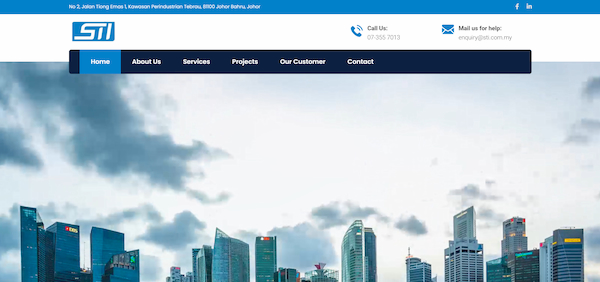 No 2, Jalan Tiong Emas 1, Kawasan Perindustrian Tebrau, 81100 Johor Bahru, Johor
STI
Call Us:
07-355 7013
Mail us for help:
enquiry@sti.com.my
Home About Us Services Projects Our Customer Contact
DBS